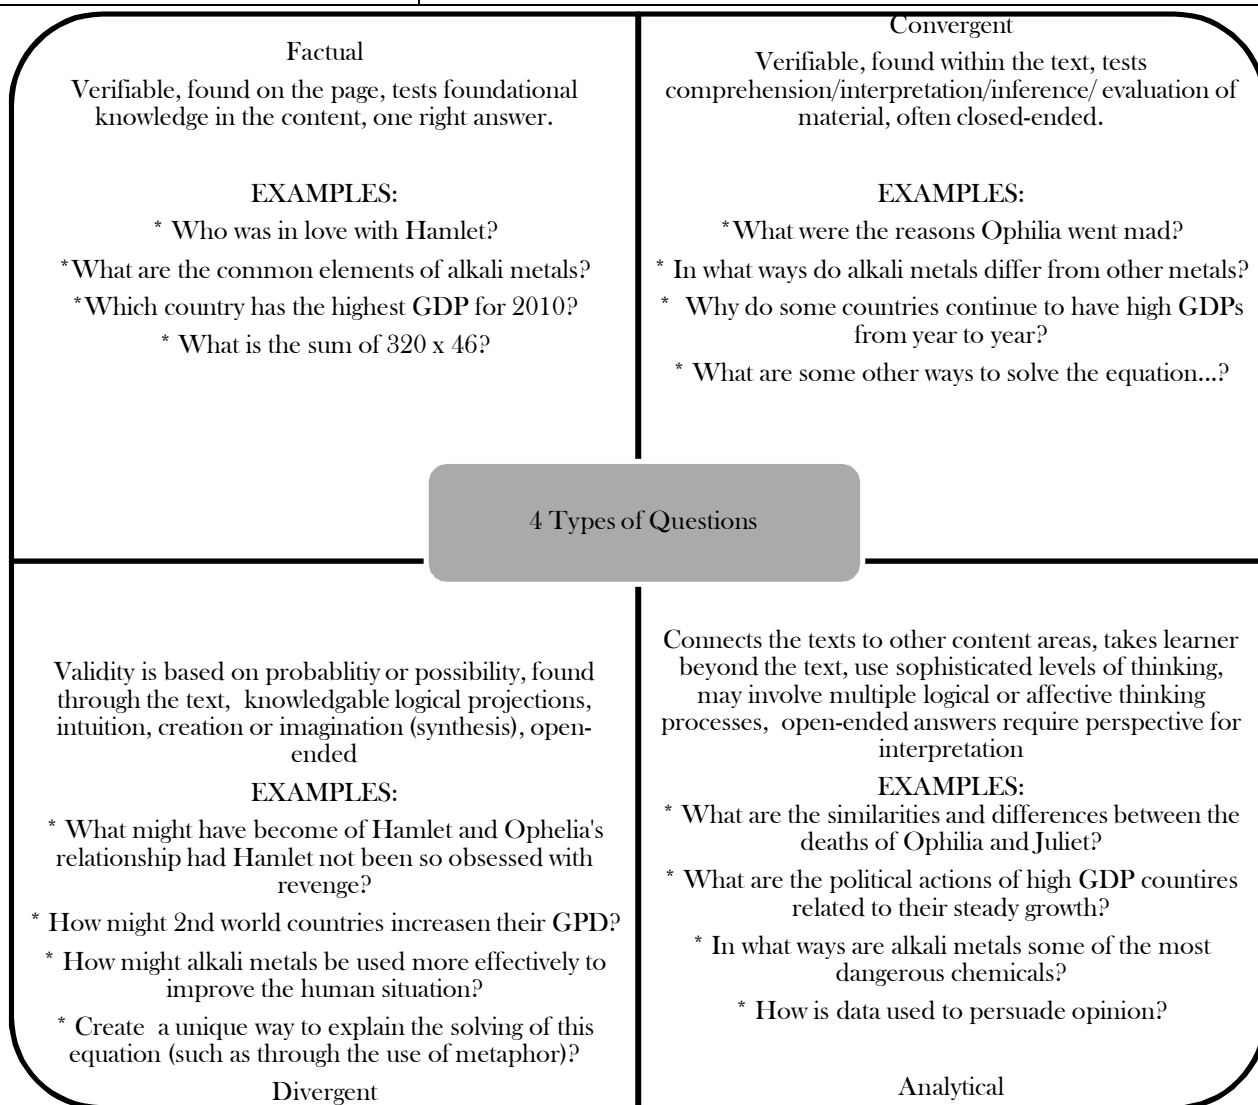 Factual
Verifiable, found on the page, tests foundational
knowledge in the content, one right answer.
EXAMPLES:
* Who was in love with Hamlet?
*What are the common elements of alkali metals?
*Which country has the highest GDP for 2010?
* What is the sum of 320 x 46?
Convergent
Verifiable, found within the text, tests
comprehension/interpretation/inference/ evaluation of
material, often closed-ended.
EXAMPLES:
*What were the reasons Ophilia went mad?
* In what ways do alkali metals differ from other metals?
* Why do some countries continue to have high GDPs
from year to year?
* What are some other ways to solve the equation...?
4 Types of Questions
Validity is based on probablitiy or possibility, found
through the text, knowledgable logical projections,
intuition, creation or imagination (synthesis), open-
ended
EXAMPLES:
* What might have become of Hamlet and Ophelia's
relationship had Hamlet not been so obsessed with
revenge?
* How might 2nd world countries increasen their GPD?
* How might alkali metals be used more effectively to
improve the human situation?
* Create a unique way to explain the solving of this
equation (such as through the use of metaphor)?
Divergent
Connects the texts to other content areas, takes learner
beyond the text, use sophisticated levels of thinking,
may involve multiple logical or affective thinking
processes, open-ended answers require perspective for
interpretation
EXAMPLES:
* What are the similarities and differences between the
deaths of Ophilia and Juliet?
* What are the political actions of high GDP countires
related to their steady growth?
* In what ways are alkali metals some of the most
dangerous chemicals?
* How is data used to persuade opinion?
Analytical